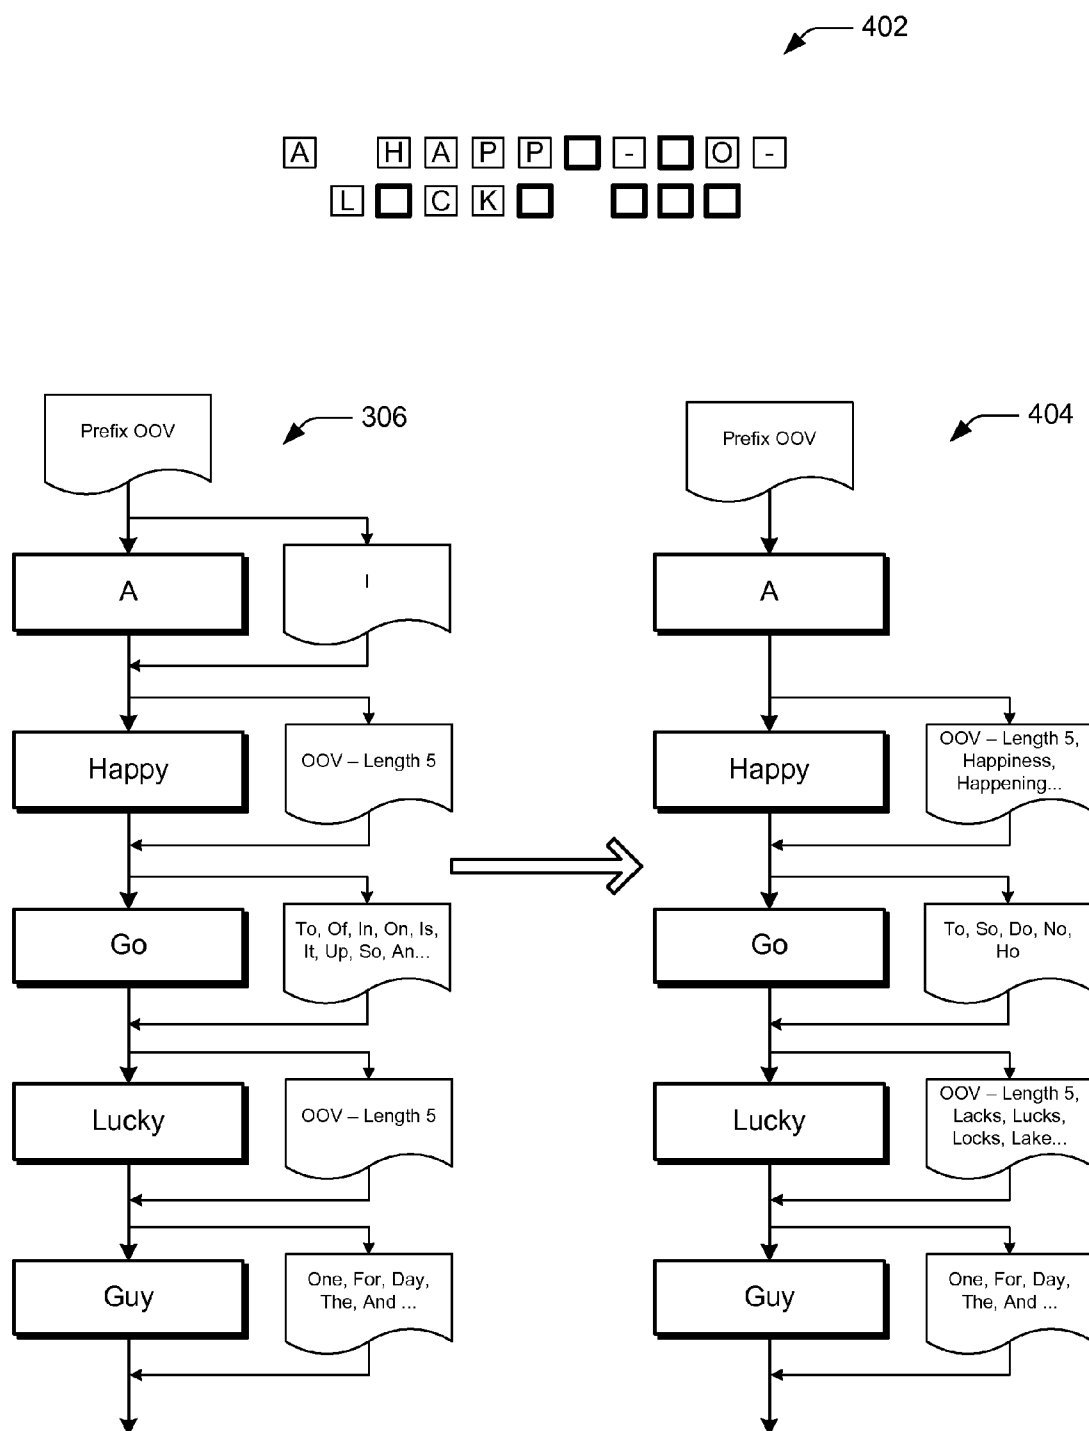 402
A HAPP - O -
L CK
306
404
Prefix OOV
A
I
Happy
OOV – Length 5
Go
To, Of, In, On, Is,
It, Up, So, An...
Lucky
OOV – Length 5
Guy
One, For, Day,
The, And ...
Prefix OOV
A
Happy
OOV – Length 5,
Happiness,
Happening...
Go
To, So, Do, No,
Ho
Lucky
OOV – Length 5,
Lacks, Lucks,
Locks, Lake...
Guy
One, For, Day,
The, And ...